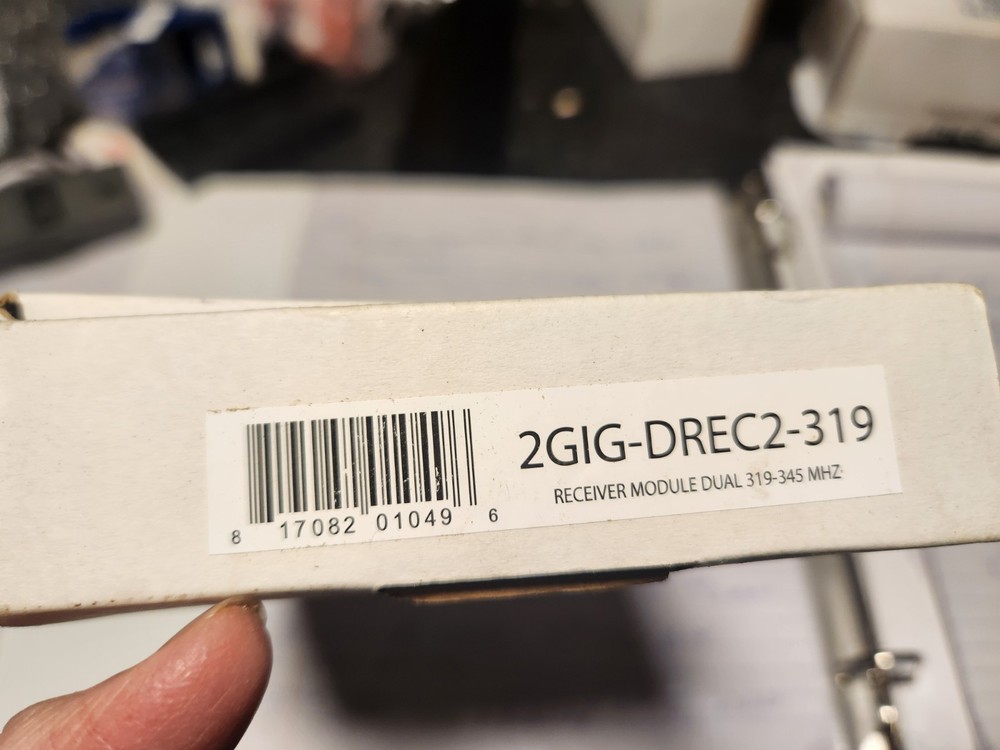 2GIG-DREC2-319
RECEIVER MODULE DUAL 319-345 MHZ
8 17082 01049 6